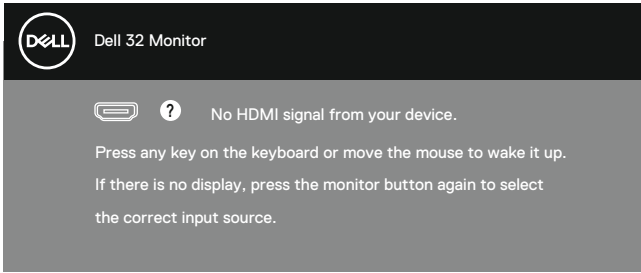 DELL
Dell 32 Monitor
? No HDMI signal from your device.
Press any key on the keyboard or move the mouse to wake it up.
If there is no display, press the monitor button again to select
the correct input source.